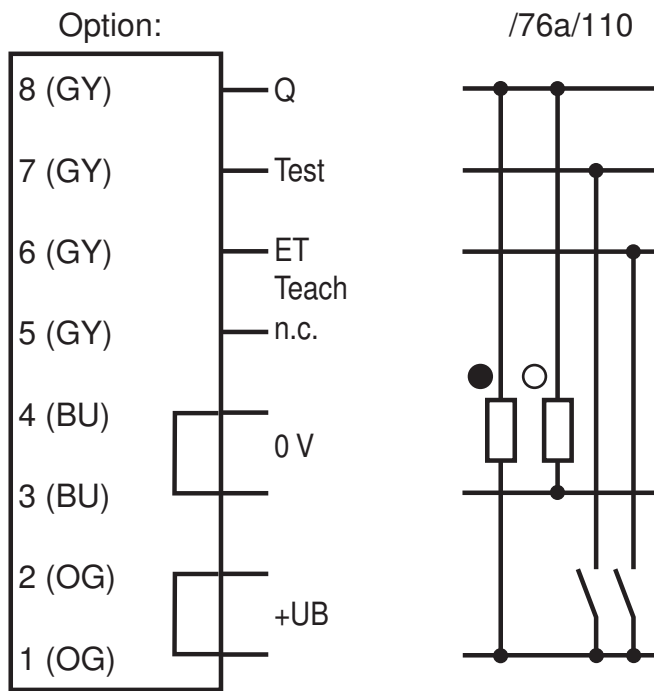 Option:
/76a/110
8 (GY)
Q
7 (GY)
Test
6 (GY)
ET
Teach
5 (GY)
n.c.
4 (BU)
0 V
3 (BU)
2 (OG)
+UB
1 (OG)